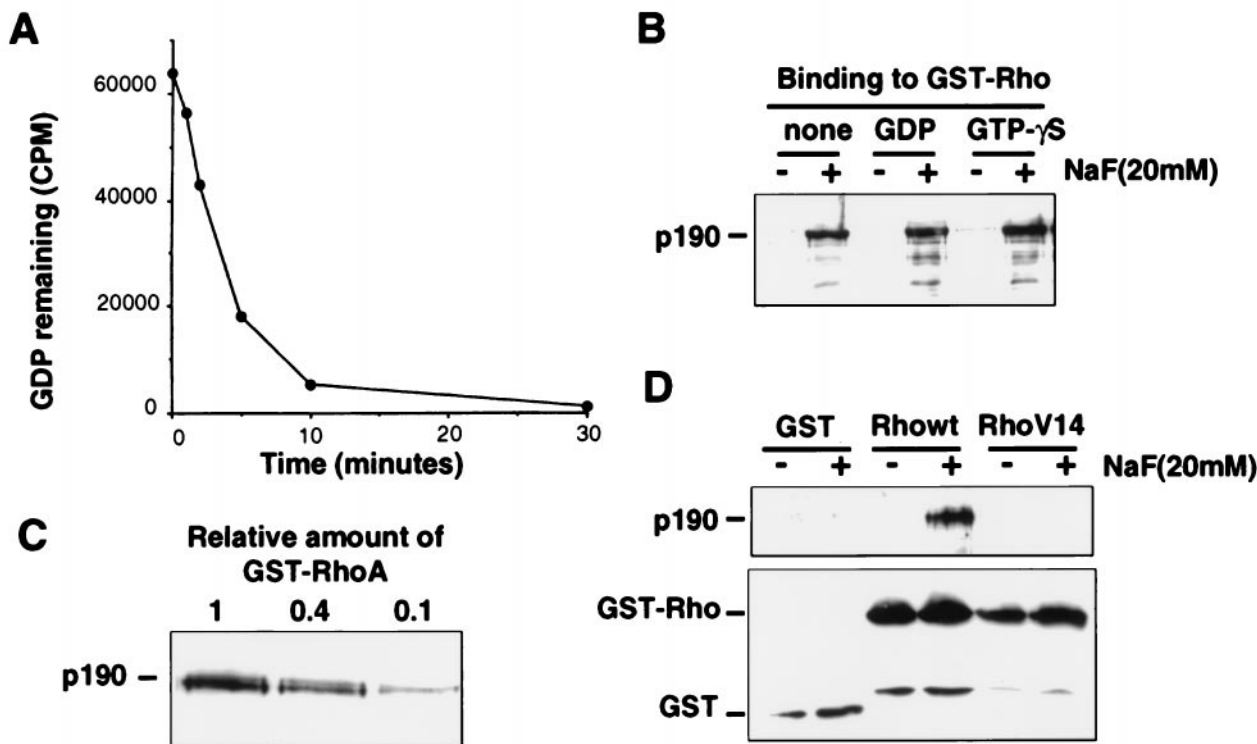 A
GDP remaining (CPM)
60000
40000
20000
0
0 10 20 30
Time (minutes)
B
Binding to GST-Rho
none GDP GTP-γS
- + - + - + NaF(20mM)
p190
C
Relative amount of
GST-RhoA
1 0.4 0.1
p190
D
GST Rhowt RhoV14
- + - + - + NaF(20mM)
p190
GST-Rho
GST